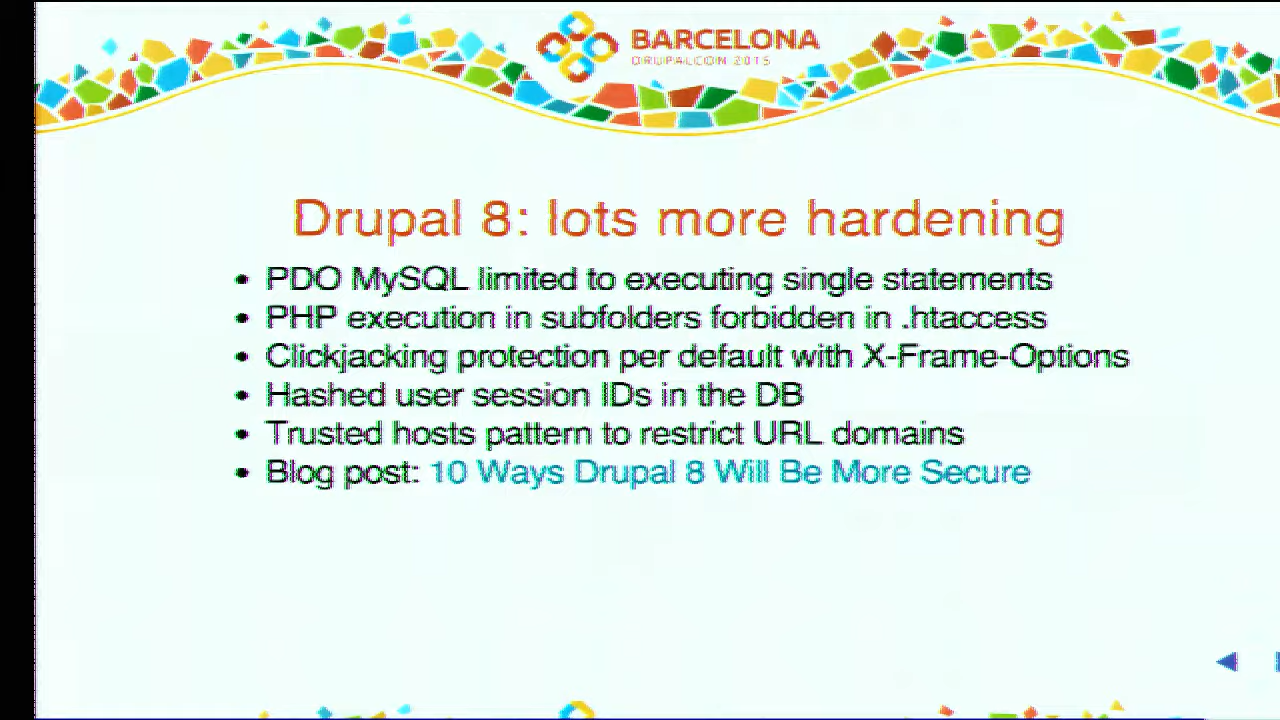 BARCELONA
DRUPALCON 2015
Drupal 8: lots more hardening
• PDO MySQL limited to executing single statements
• PHP execution in subfolders forbidden in .htaccess
• Clickjacking protection per default with X-Frame-Options
• Hashed user session IDs in the DB
• Trusted hosts pattern to restrict URL domains
• Blog post: 10 Ways Drupal 8 Will Be More Secure